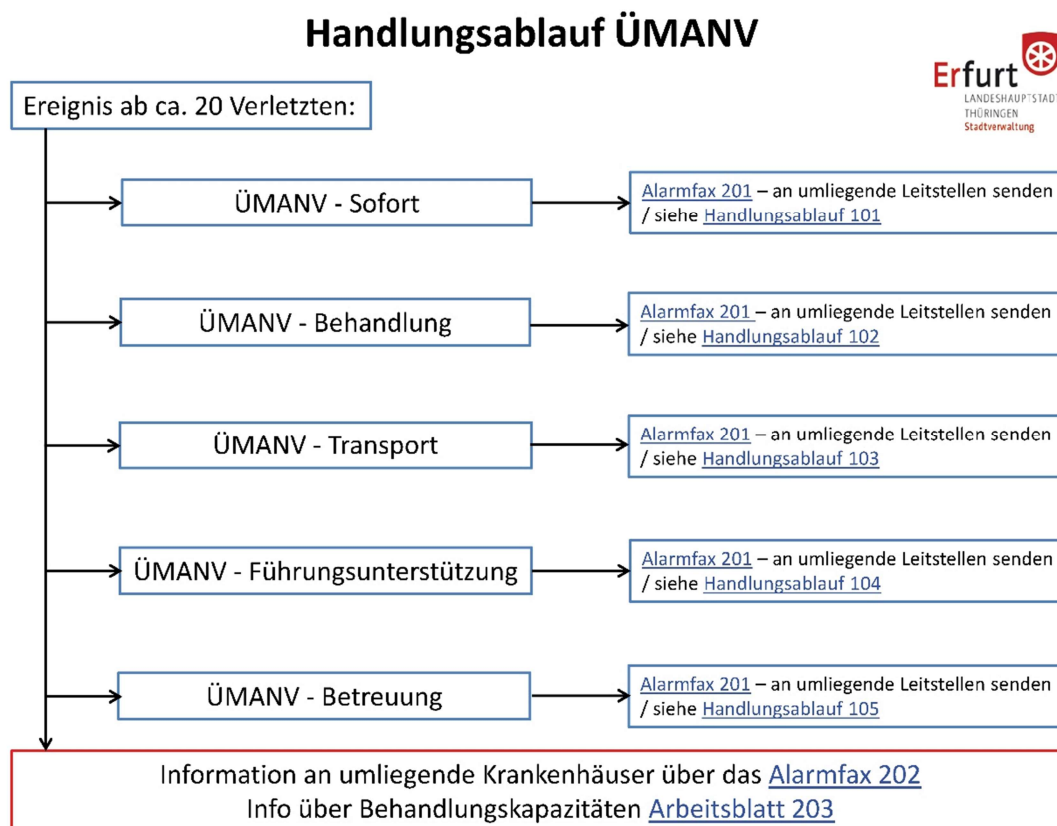 Handlungsablauf ÜMANV
Erfurt
LANDESHAUPTSTADT
THÜRINGEN
Stadtverwaltung
Ereignis ab ca. 20 Verletzten:
ÜMANV - Sofort
Alarmfax 201 – an umliegende Leitstellen senden
/ siehe Handlungsablauf 101
ÜMANV - Behandlung
Alarmfax 201 – an umliegende Leitstellen senden
/ siehe Handlungsablauf 102
ÜMANV - Transport
Alarmfax 201 – an umliegende Leitstellen senden
/ siehe Handlungsablauf 103
ÜMANV - Führungsunterstützung
Alarmfax 201 – an umliegende Leitstellen senden
/ siehe Handlungsablauf 104
ÜMANV - Betreuung
Alarmfax 201 – an umliegende Leitstellen senden
/ siehe Handlungsablauf 105
Information an umliegende Krankenhäuser über das Alarmfax 202
Info über Behandlungskapazitäten Arbeitsblatt 203